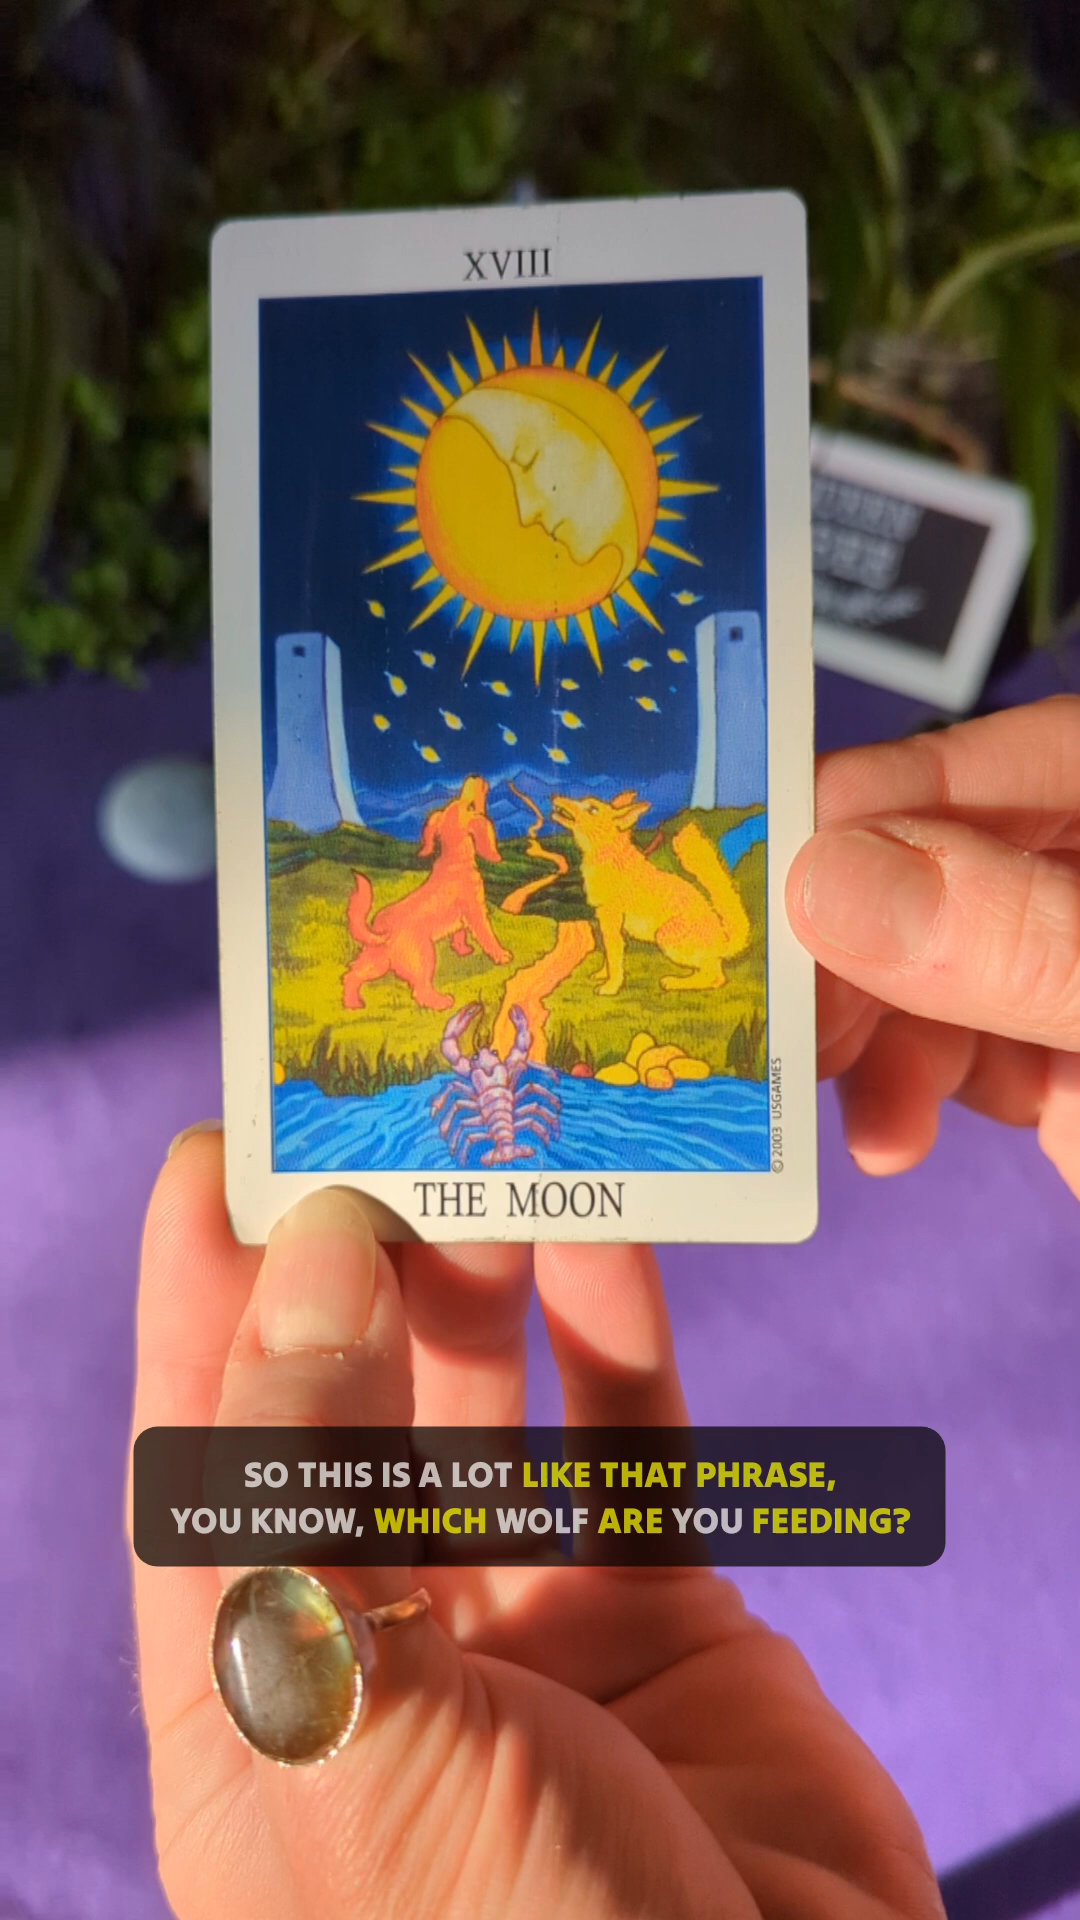 XVIII
© 2003 USGAMES
THE MOON
SO THIS IS A LOT LIKE THAT PHRASE,
YOU KNOW, WHICH WOLF ARE YOU FEEDING?